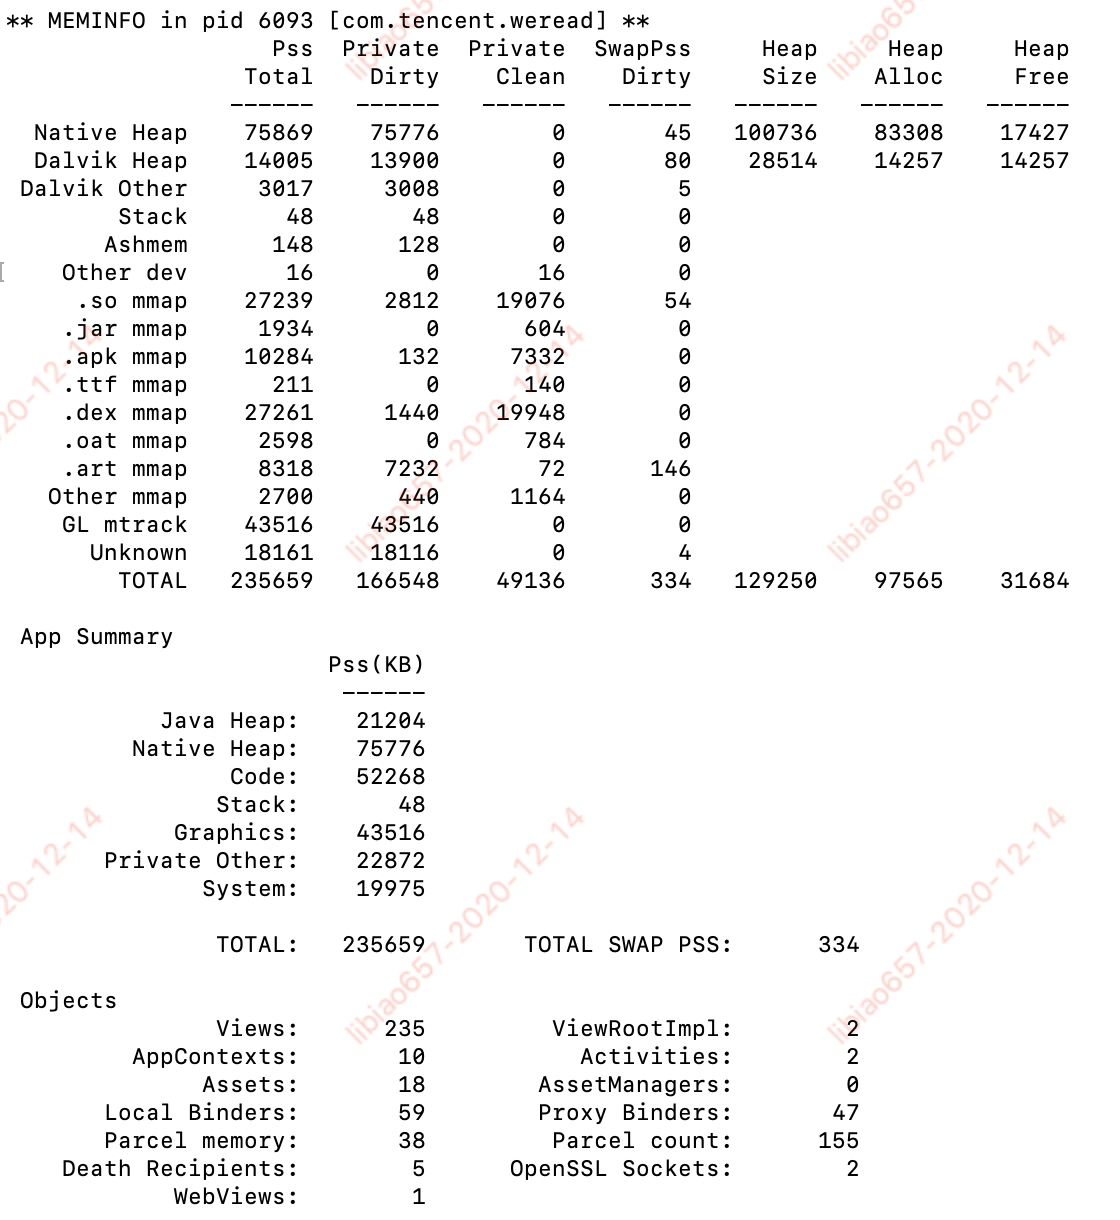 ** MEMINFO in pid 6093 [com.tencent.weread] **
Pss Private Private SwapPss Heap Heap Heap
Total Dirty Clean Dirty Size Alloc Free
------ ------ ------ ------ ------ ------ ------
Native Heap 75869 75776 0 45 100736 83308 17427
Dalvik Heap 14005 13900 0 80 28514 14257 14257
Dalvik Other 3017 3008 0 5
Stack 48 48 0 0
Ashmem 148 128 0 0
Other dev 16 0 16 0
.so mmap 27239 2812 19076 54
.jar mmap 1934 0 604 0
.apk mmap 10284 132 7332 0
.ttf mmap 211 0 140 0
.dex mmap 27261 1440 19948 0
.oat mmap 2598 0 784 0
.art mmap 8318 7232 72 146
Other mmap 2700 440 1164 0
GL mtrack 43516 43516 0 0
Unknown 18161 18116 0 4
TOTAL 235659 166548 49136 334 129250 97565 31684
App Summary
Pss(KB)
------
Java Heap: 21204
Native Heap: 75776
Code: 52268
Stack: 48
Graphics: 43516
Private Other: 22872
System: 19975
TOTAL: 235659 TOTAL SWAP PSS: 334
Objects
Views: 235 ViewRootImpl: 2
AppContexts: 10 Activities: 2
Assets: 18 AssetManagers: 0
Local Binders: 59 Proxy Binders: 47
Parcel memory: 38 Parcel count: 155
Death Recipients: 5 OpenSSL Sockets: 2
WebViews: 1
libiao657-2020-12-14
libiao657-2020-12-14
libiao657-2020-12-14
libiao657-2020-12-14